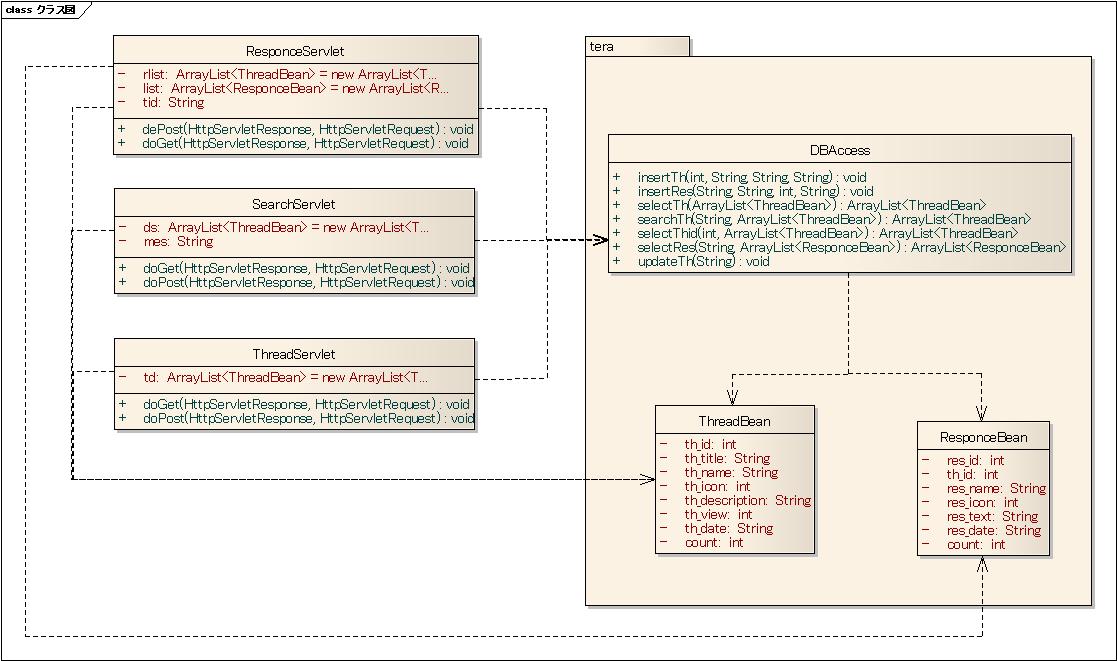 class クラス図
ResponceServlet
- rlist: ArrayList<ThreadBean> = new ArrayList<T...
- list: ArrayList<ResponceBean> = new ArrayList<R...
- tid: String
+ dePost(HttpServletResponse, HttpServletRequest) : void
+ doGet(HttpServletResponse, HttpServletRequest) : void
SearchServlet
- ds: ArrayList<ThreadBean> = new ArrayList<T...
- mes: String
+ doGet(HttpServletResponse, HttpServletRequest) : void
+ doPost(HttpServletResponse, HttpServletRequest) : void
ThreadServlet
- td: ArrayList<ThreadBean> = new ArrayList<T...
+ doGet(HttpServletResponse, HttpServletRequest) : void
+ doPost(HttpServletResponse, HttpServletRequest) : void
tera
DBAccess
+ insertTh(int, String, String, String) : void
+ insertRes(String, String, int, String) : void
+ selectTh(ArrayList<ThreadBean>) : ArrayList<ThreadBean>
+ searchTh(String, ArrayList<ThreadBean>) : ArrayList<ThreadBean>
+ selectThid(int, ArrayList<ThreadBean>) : ArrayList<ThreadBean>
+ selectRes(String, ArrayList<ResponceBean>) : ArrayList<ResponceBean>
+ updateTh(String) : void
ThreadBean
- th_id: int
- th_title: String
- th_name: String
- th_icon: int
- th_description: String
- th_view: int
- th_date: String
- count: int
ResponceBean
- res_id: int
- th_id: int
- res_name: String
- res_icon: int
- res_text: String
- res_date: String
- count: int